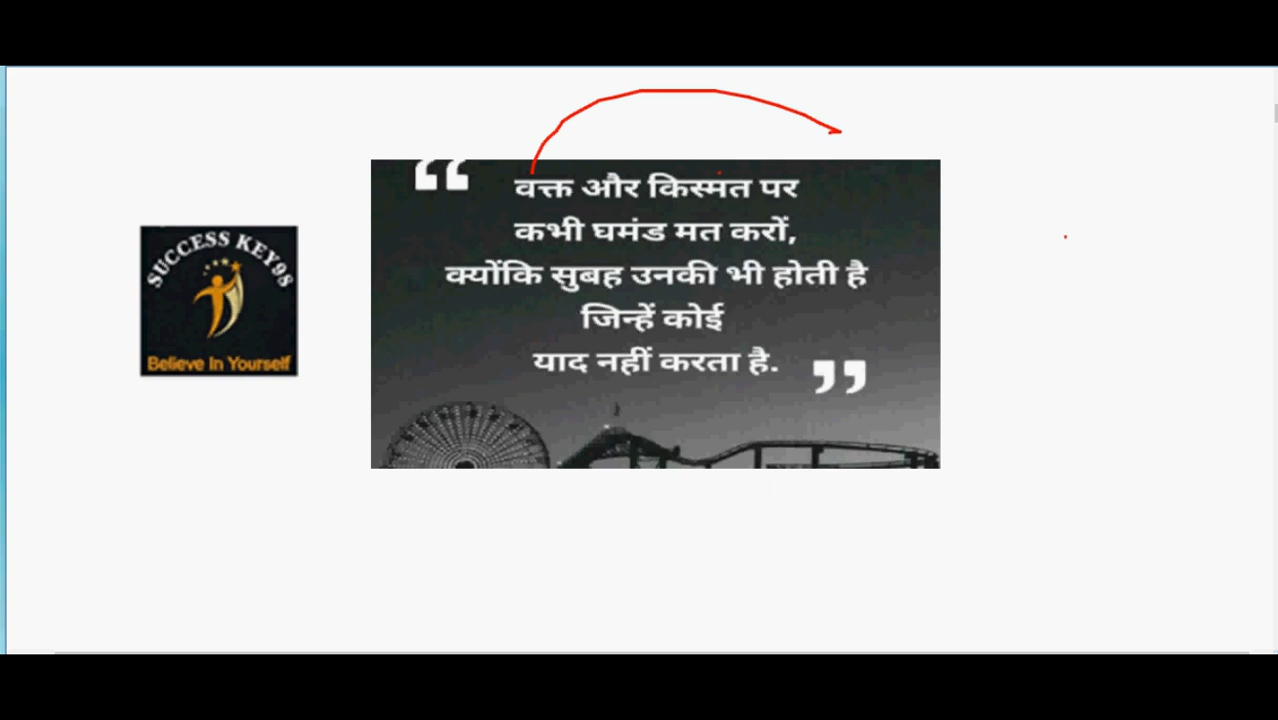 SUCCESS KEY98
Believe In Yourself
“ वक्त और किस्मत पर
कभी घमंड मत करों,
क्योंकि सुबह उनकी भी होती है
जिन्हें कोई
याद नहीं करता है. ”